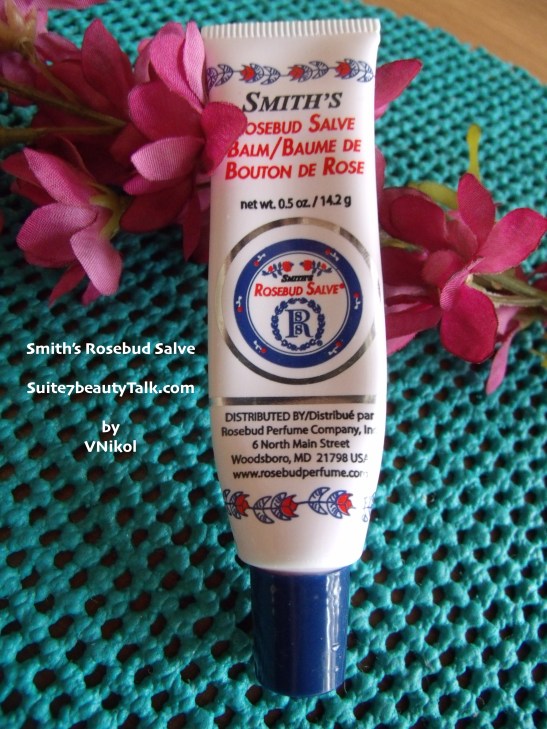 SMITH'S
ROSEBUD SALVE
BALM/BAUME DE
BOUTON DE ROSE
net wt. 0.5 oz. / 14.2 g
SMITH'S
ROSEBUD SALVE®
R
DISTRIBUTED BY/Distribué par
Rosebud Perfume Company, In
6 North Main Street
Woodsboro, MD 21798 USA
www.rosebudperfume.com
Smith's Rosebud Salve
Suite7beautyTalk.com
by
VNikol